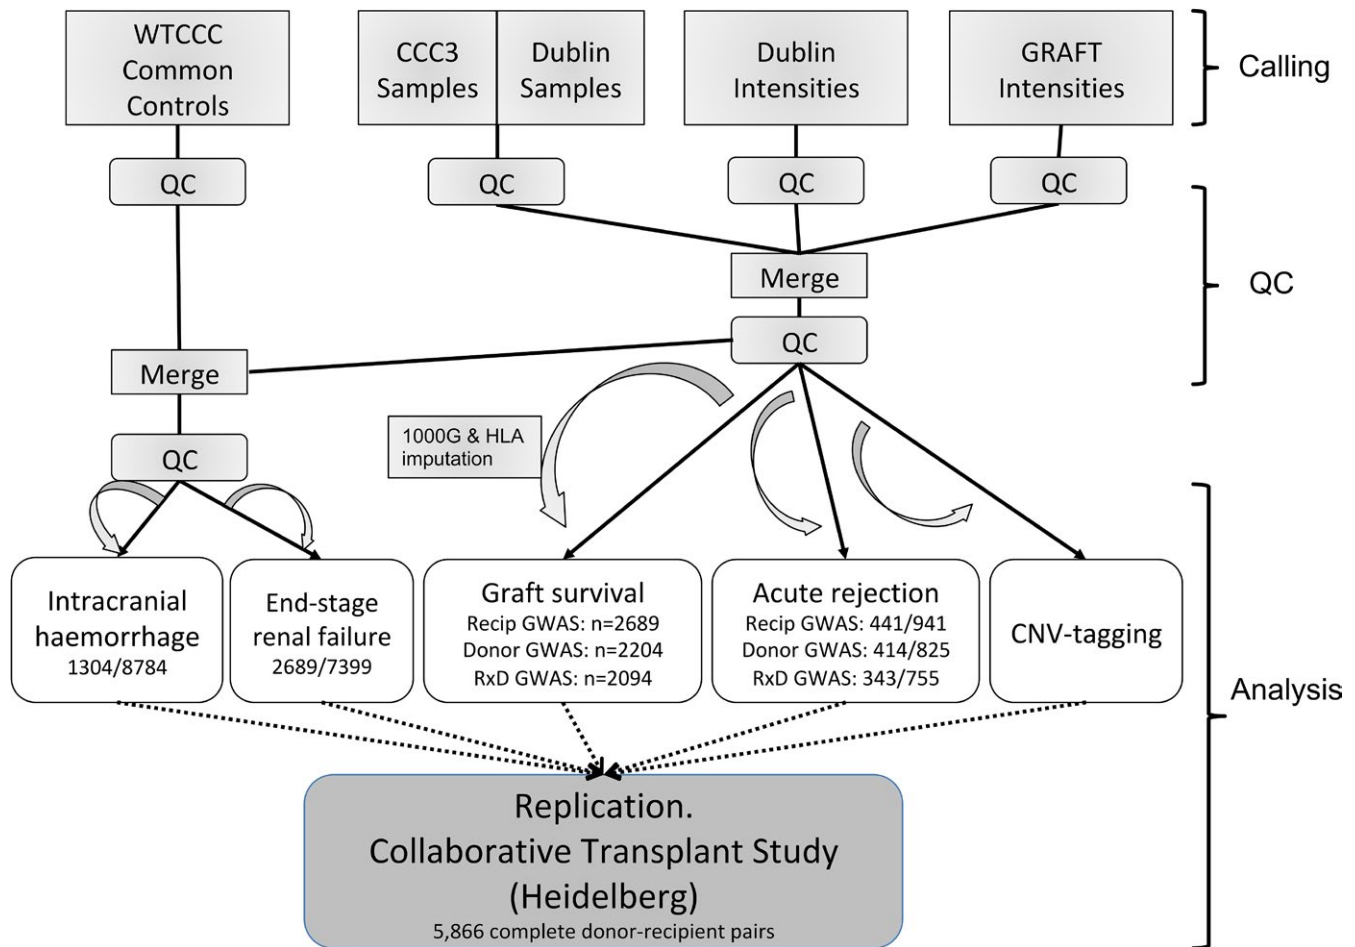 WTCCC
Common
Controls
CCC3
Samples
Dublin
Samples
Dublin
Intensities
GRAFT
Intensities
Calling
QC
QC
QC
QC
Merge
QC
QC
Merge
1000G & HLA
imputation
QC
Intracranial
haemorrhage
1304/8784
End-stage
renal failure
2689/7399
Graft survival
Recip GWAS: n=2689
Donor GWAS: n=2204
RxD GWAS: n=2094
Acute rejection
Recip GWAS: 441/941
Donor GWAS: 414/825
RxD GWAS: 343/755
CNV-tagging
Analysis
Replication.
Collaborative Transplant Study
(Heidelberg)
5,866 complete donor-recipient pairs